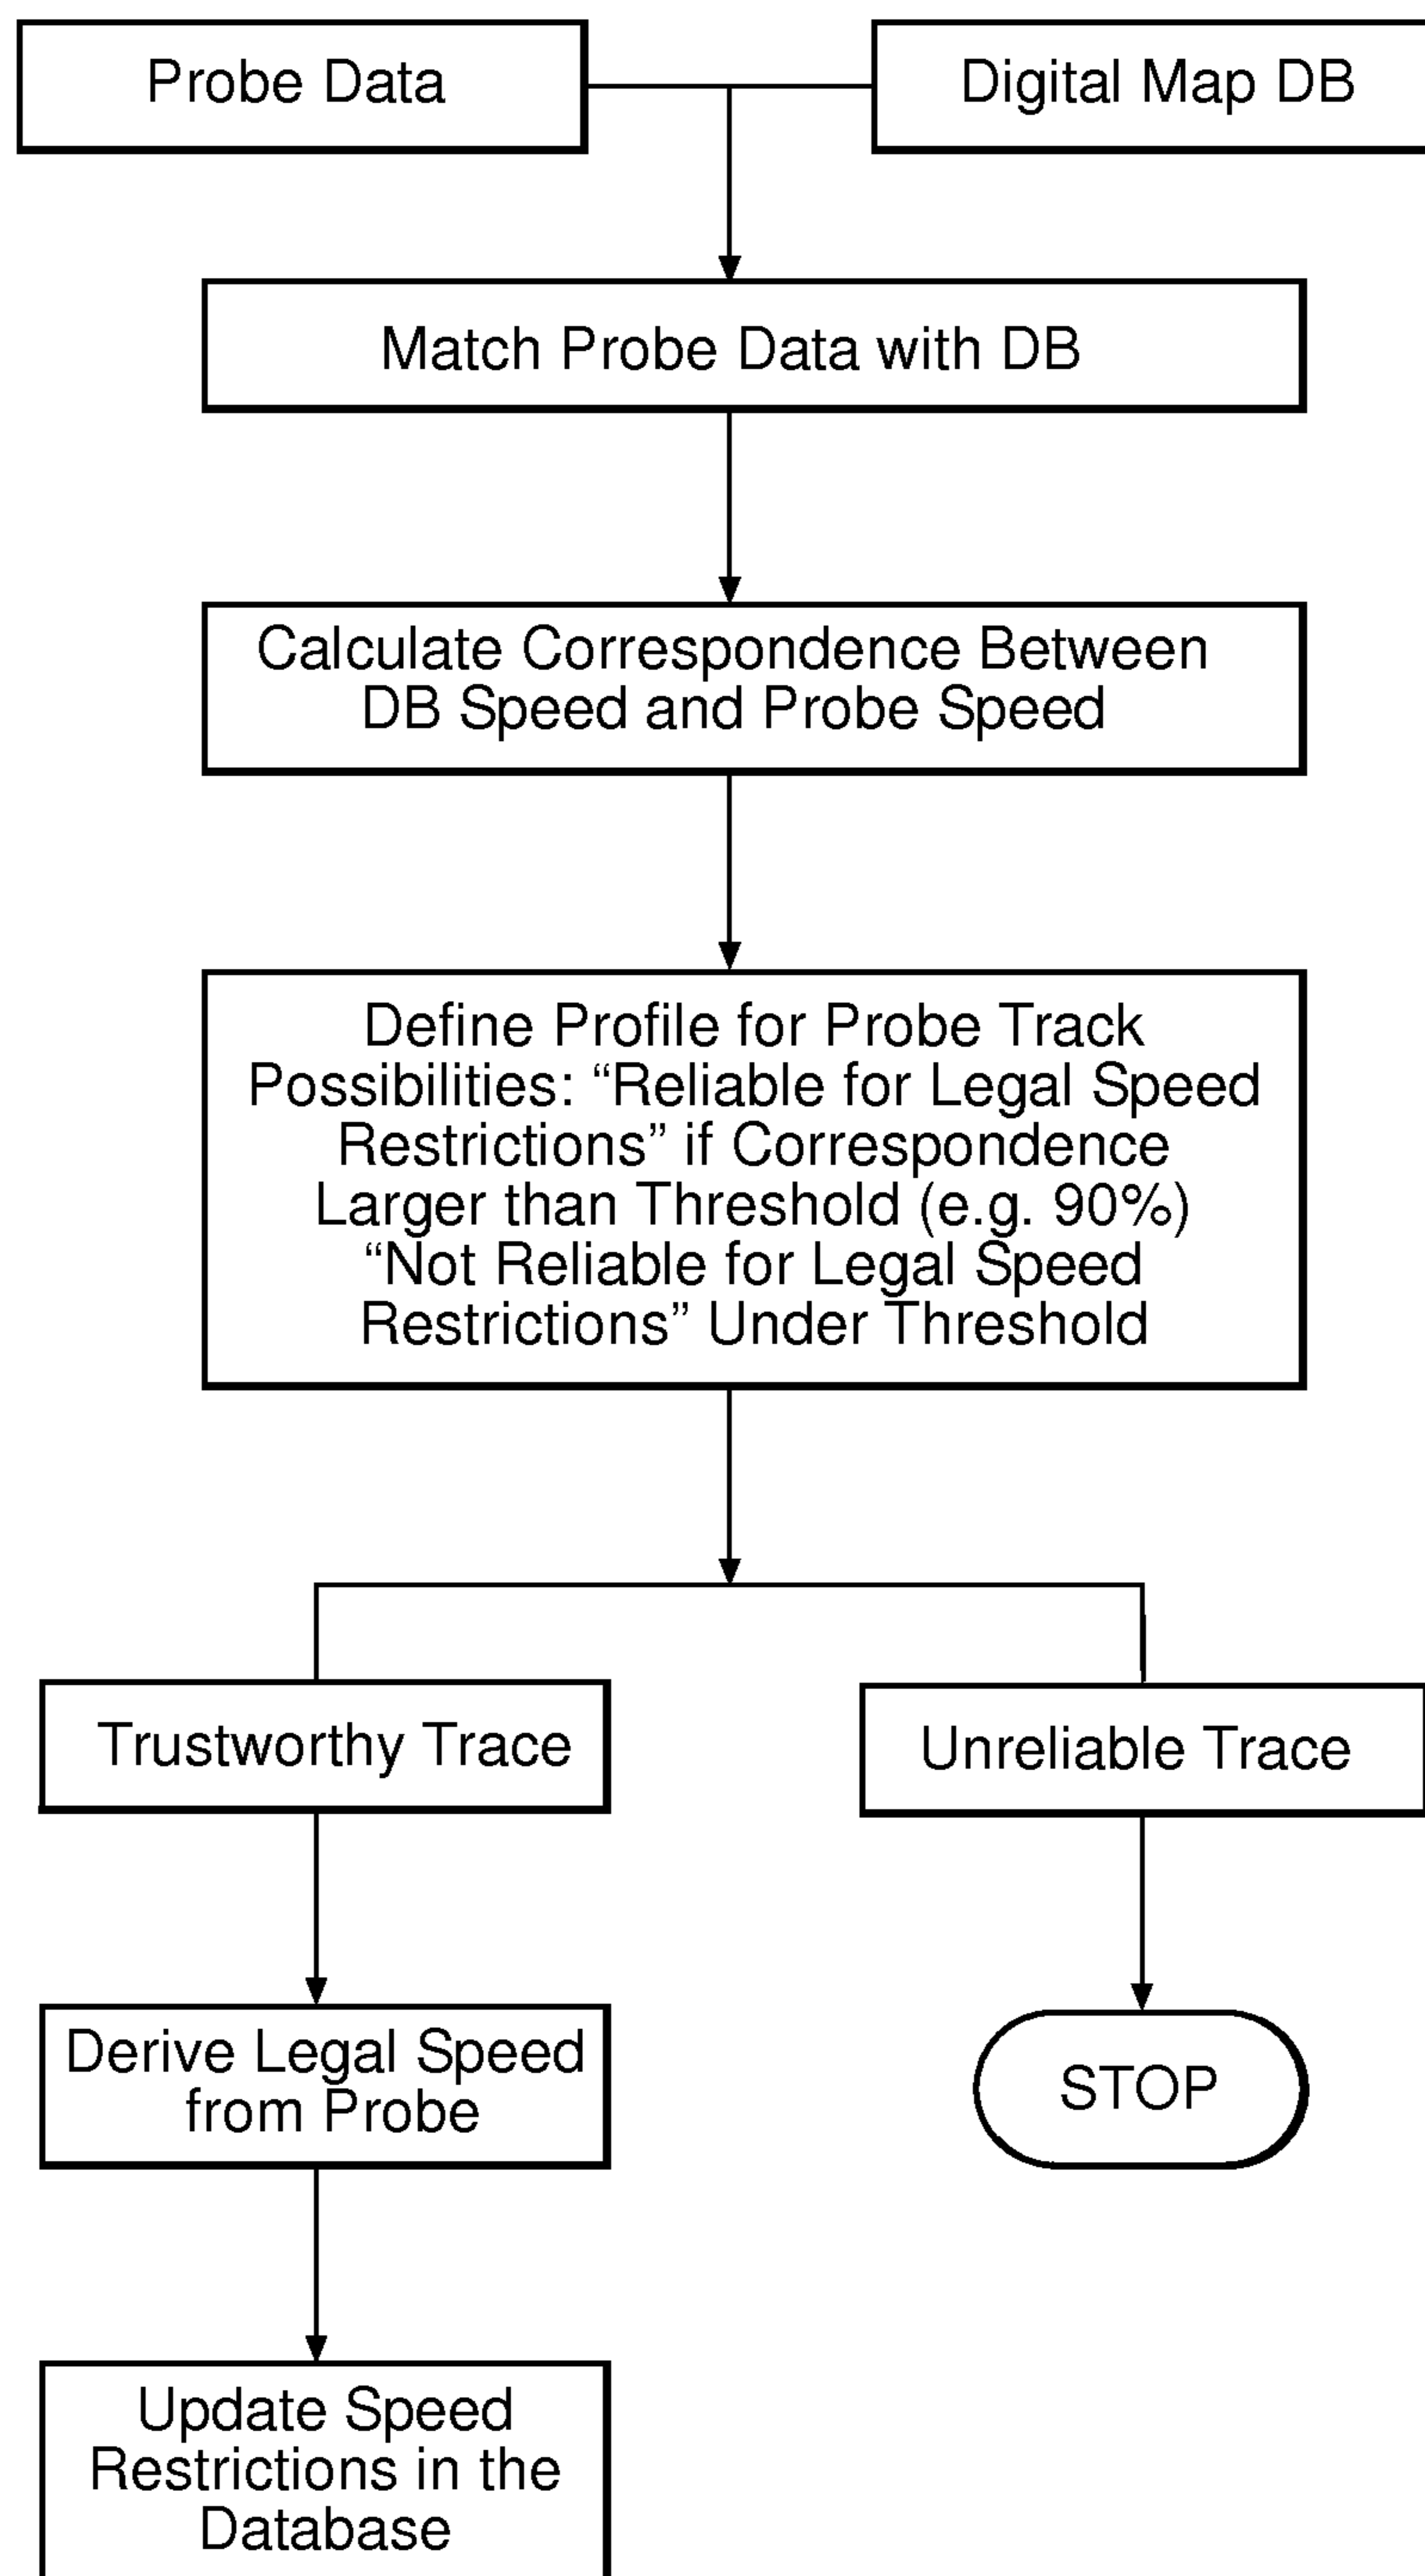 Probe Data
Digital Map DB
Match Probe Data with DB
Calculate Correspondence Between
DB Speed and Probe Speed
Define Profile for Probe Track
Possibilities: “Reliable for Legal Speed
Restrictions” if Correspondence
Larger than Threshold (e.g. 90%)
“Not Reliable for Legal Speed
Restrictions” Under Threshold
Trustworthy Trace
Unreliable Trace
Derive Legal Speed
from Probe
STOP
Update Speed
Restrictions in the
Database